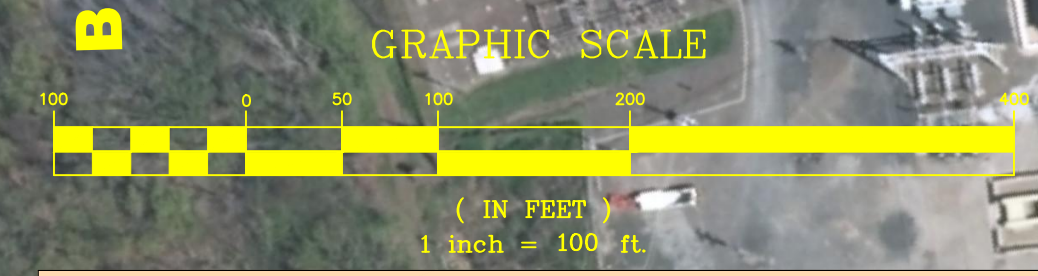 B
GRAPHIC SCALE
100 0 50 100 200 400
( IN FEET )
1 inch = 100 ft.